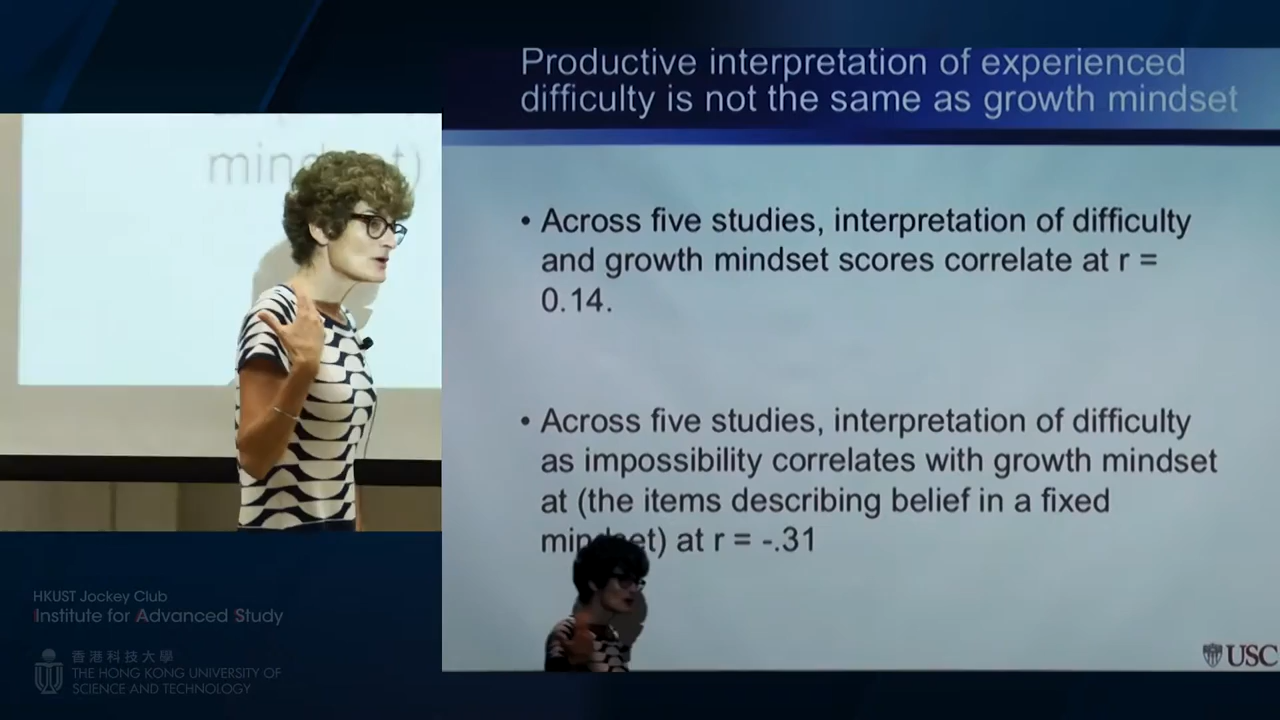 Productive interpretation of experienced
difficulty is not the same as growth mindset
• Across five studies, interpretation of difficulty
and growth mindset scores correlate at r =
0.14.
• Across five studies, interpretation of difficulty
as impossibility correlates with growth mindset
at (the items describing belief in a fixed
mindset) at r = -.31
USC
mindset)
HKUST Jockey Club
Institute for Advanced Study
香港科技大學
THE HONG KONG UNIVERSITY OF
SCIENCE AND TECHNOLOGY